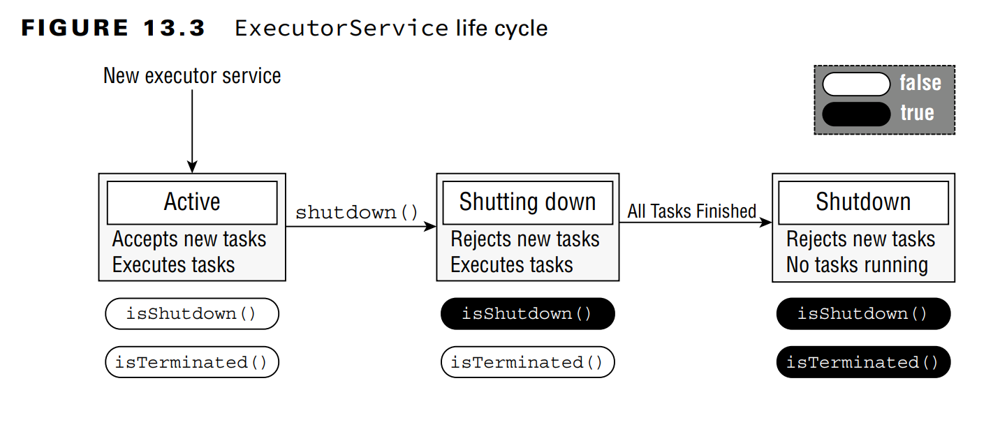 FIGURE 13.3 ExecutorService life cycle
New executor service
false
true
Active
Accepts new tasks
Executes tasks
isShutdown()
isTerminated()
shutdown()
Shutting down
Rejects new tasks
Executes tasks
isShutdown()
isTerminated()
All Tasks Finished
Shutdown
Rejects new tasks
No tasks running
isShutdown()
isTerminated()